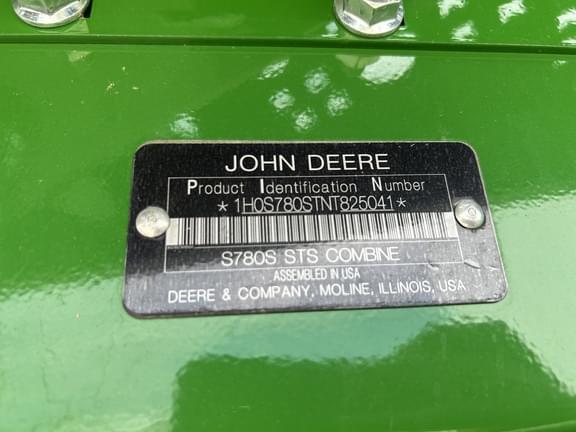 JOHN DEERE
Product Identification Number
*1H0S780STNT825041*
S780S STS COMBINE
ASSEMBLED IN USA
DEERE & COMPANY, MOLINE, ILLINOIS, USA